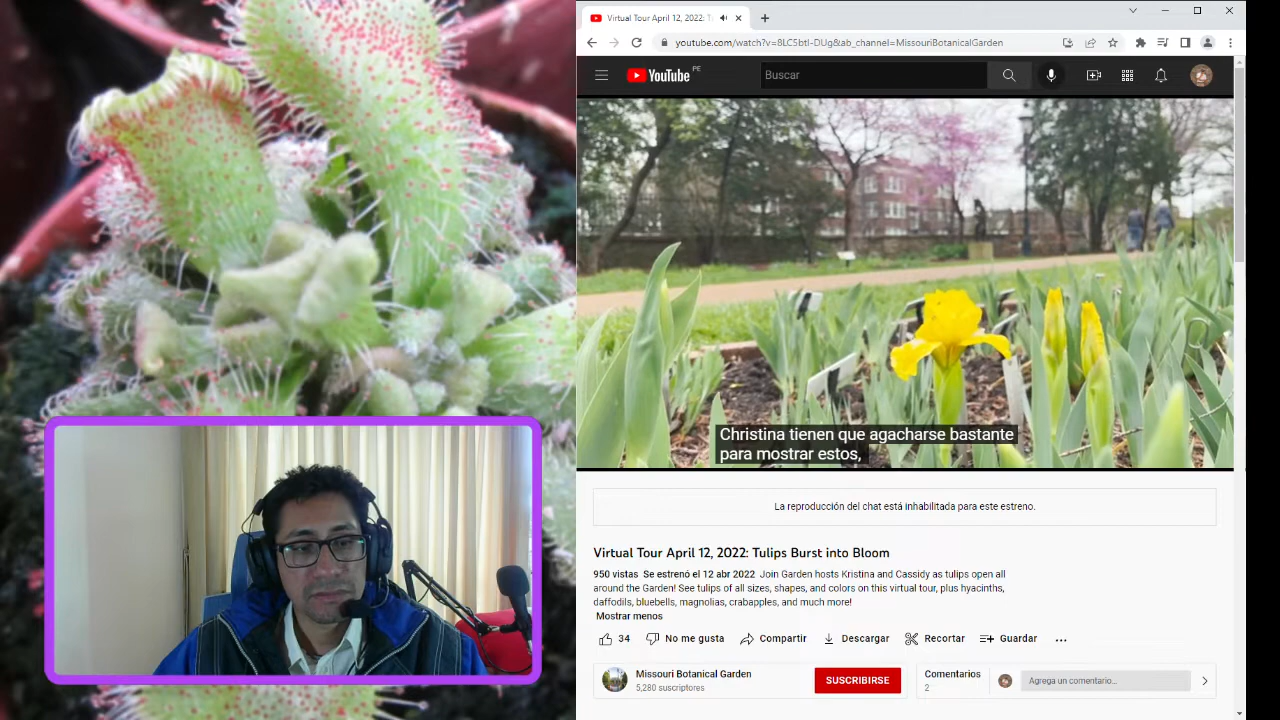 Virtual Tour April 12, 2022: T
youtube.com/watch?v=8LC5btI-DUg&ab_channel=MissouriBotanicalGarden
YouTube PE
Buscar
Christina tienen que agacharse bastante
para mostrar estos,
La reproducción del chat está inhabilitada para este estreno.
Virtual Tour April 12, 2022: Tulips Burst into Bloom
950 vistas Se estrenó el 12 abr 2022 Join Garden hosts Kristina and Cassidy as tulips open all
around the Garden! See tulips of all sizes, shapes, and colors on this virtual tour, plus hyacinths,
daffodils, bluebells, magnolias, crabapples, and much more!
Mostrar menos
34 No me gusta Compartir Descargar Recortar Guardar
Missouri Botanical Garden
5,280 suscriptores
SUSCRIBIRSE
Comentarios
2
Agrega un comentario...